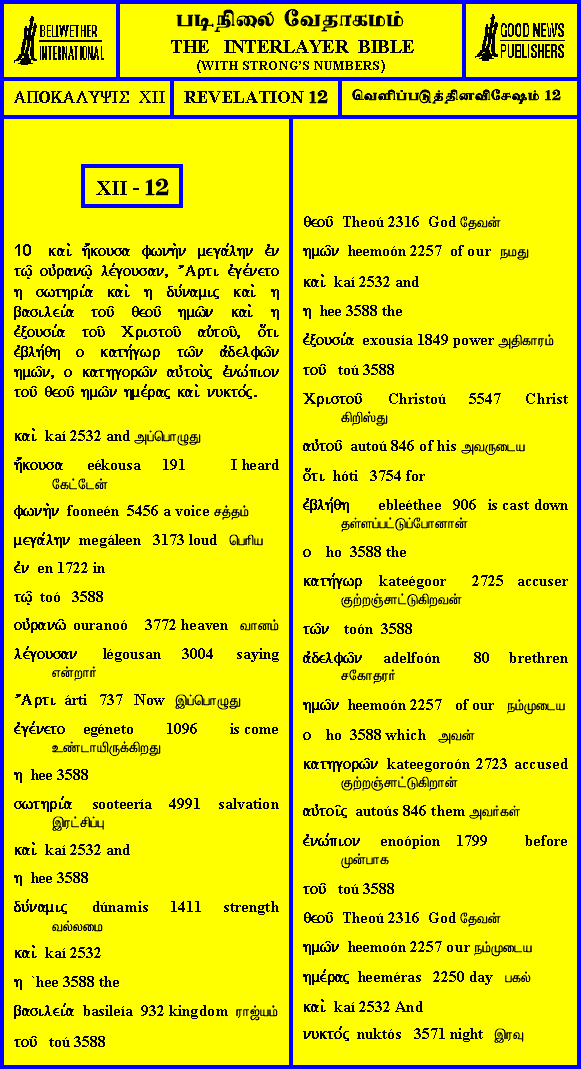 BELLWETHER
INTERNATIONAL
படிநிலை வேதாகமம்
THE INTERLAYER BIBLE
(WITH STRONG'S NUMBERS)
GOOD NEWS
PUBLISHERS
ΑΠΟΚΑΛΥΨΙΣ XII
REVELATION 12
வெளிப்படுத்தினவிசேஷம் 12
XII - 12
10 καὶ ἤκουσα φωνὴν μεγάλην ἐν
τῷ οὐρανῷ λέγουσαν, Ἄρτι ἐγένετο
η σωτηρία καὶ η δύναμις καὶ η
βασιλεία τοῦ θεοῦ ημῶν καὶ η
ἐξουσία τοῦ Χριστοῦ αὐτοῦ, ὅτι
ἐβλήθη ο κατήγωρ τῶν ἀδελφῶν
ημῶν, ο κατηγορῶν αὐτοὺς ἐνώπιον
τοῦ θεοῦ ημῶν ημέρας καὶ νυκτός.
καὶ kaí 2532 and அப்பொழுது
ἤκουσα eékousa 191 I heard
கேட்டேன்
φωνὴν fooneén 5456 a voice சத்தம்
μεγάλην megáleen 3173 loud பெரிய
ἐν en 1722 in
τῷ toó 3588
οὐρανῶ ouranoó 3772 heaven வானம்
λέγουσαν légousan 3004 saying
என்றார்
Ἄρτι árti 737 Now இப்பொழுது
ἐγένετο egéneto 1096 is come
உண்டாயிருக்கிறது
η hee 3588
σωτηρία sooteería 4991 salvation
இரட்சிப்பு
καὶ kaí 2532 and
η hee 3588
δύναμις dúnamis 1411 strength
வல்லமை
καὶ kaí 2532
η `hee 3588 the
βασιλεία basileía 932 kingdom ராஜ்யம்
τοῦ toú 3588
θεοῦ Theoú 2316 God தேவன்
ημῶν heemoón 2257 of our நமது
καὶ kaí 2532 and
η hee 3588 the
ἐξουσία exousía 1849 power அதிகாரம்
τοῦ toú 3588
Χριστοῦ Christoú 5547 Christ
கிறிஸ்து
αὐτοῦ autoú 846 of his அவருடைய
ὅτι hóti 3754 for
ἐβλήθη ebleéthee 906 is cast down
தள்ளப்பட்டுப்போனான்
ο ho 3588 the
κατήγωρ kateégoor 2725 accuser
குற்றஞ்சாட்டுகிறவன்
τῶν toón 3588
ἀδελφῶν adelfoón 80 brethren
சகோதரர்
ημῶν heemoón 2257 of our நம்முடைய
ο ho 3588 which அவன்
κατηγορῶν kateegoroón 2723 accused
குற்றஞ்சாட்டுகிறான்
αὐτοῖς autoús 846 them அவர்கள்
ἐνώπιον enoópion 1799 before
முன்பாக
τοῦ toú 3588
θεοῦ Theoú 2316 God தேவன்
ημῶν heemoón 2257 our நம்முடைய
ημέρας heeméras 2250 day பகல்
καὶ kaí 2532 And
νυκτός nuktós 3571 night இரவு